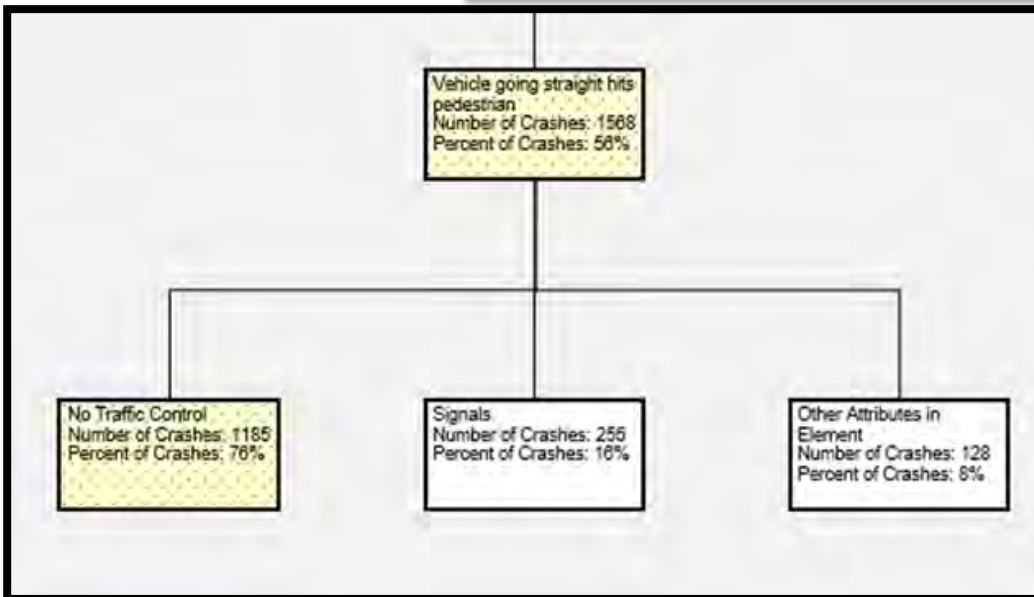 Vehicle going straight hits
pedestrian
Number of Crashes: 1568
Percent of Crashes: 56%
No Traffic Control
Number of Crashes: 1185
Percent of Crashes: 76%
Signals
Number of Crashes: 255
Percent of Crashes: 16%
Other Attributes in
Element
Number of Crashes: 128
Percent of Crashes: 8%